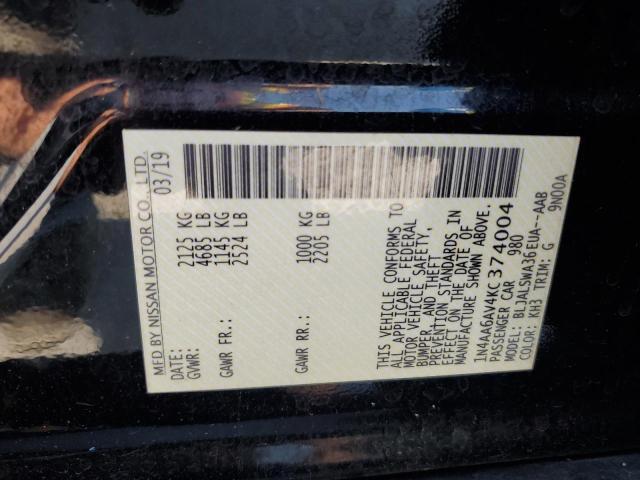 MFD BY NISSAN MOTOR CO., LTD.
03/19
GVWR: 2125 KG
4685 LB
GAWR FR.: 1145 KG
2524 LB
GAWR RR.: 1000 KG
2205 LB
THIS VEHICLE CONFORMS TO
ALL APPLICABLE FEDERAL
MOTOR VEHICLE SAFETY,
BUMPER, AND THEFT
PREVENTION STANDARDS IN
EFFECT ON THE DATE OF
MANUFACTURE SHOWN ABOVE.
1N4AA6AV4KC374004
PASSENGER CAR 980
MODEL: BLJALSWA36EUA--AAB
COLOR: KH3 TRIM: G 9N00A